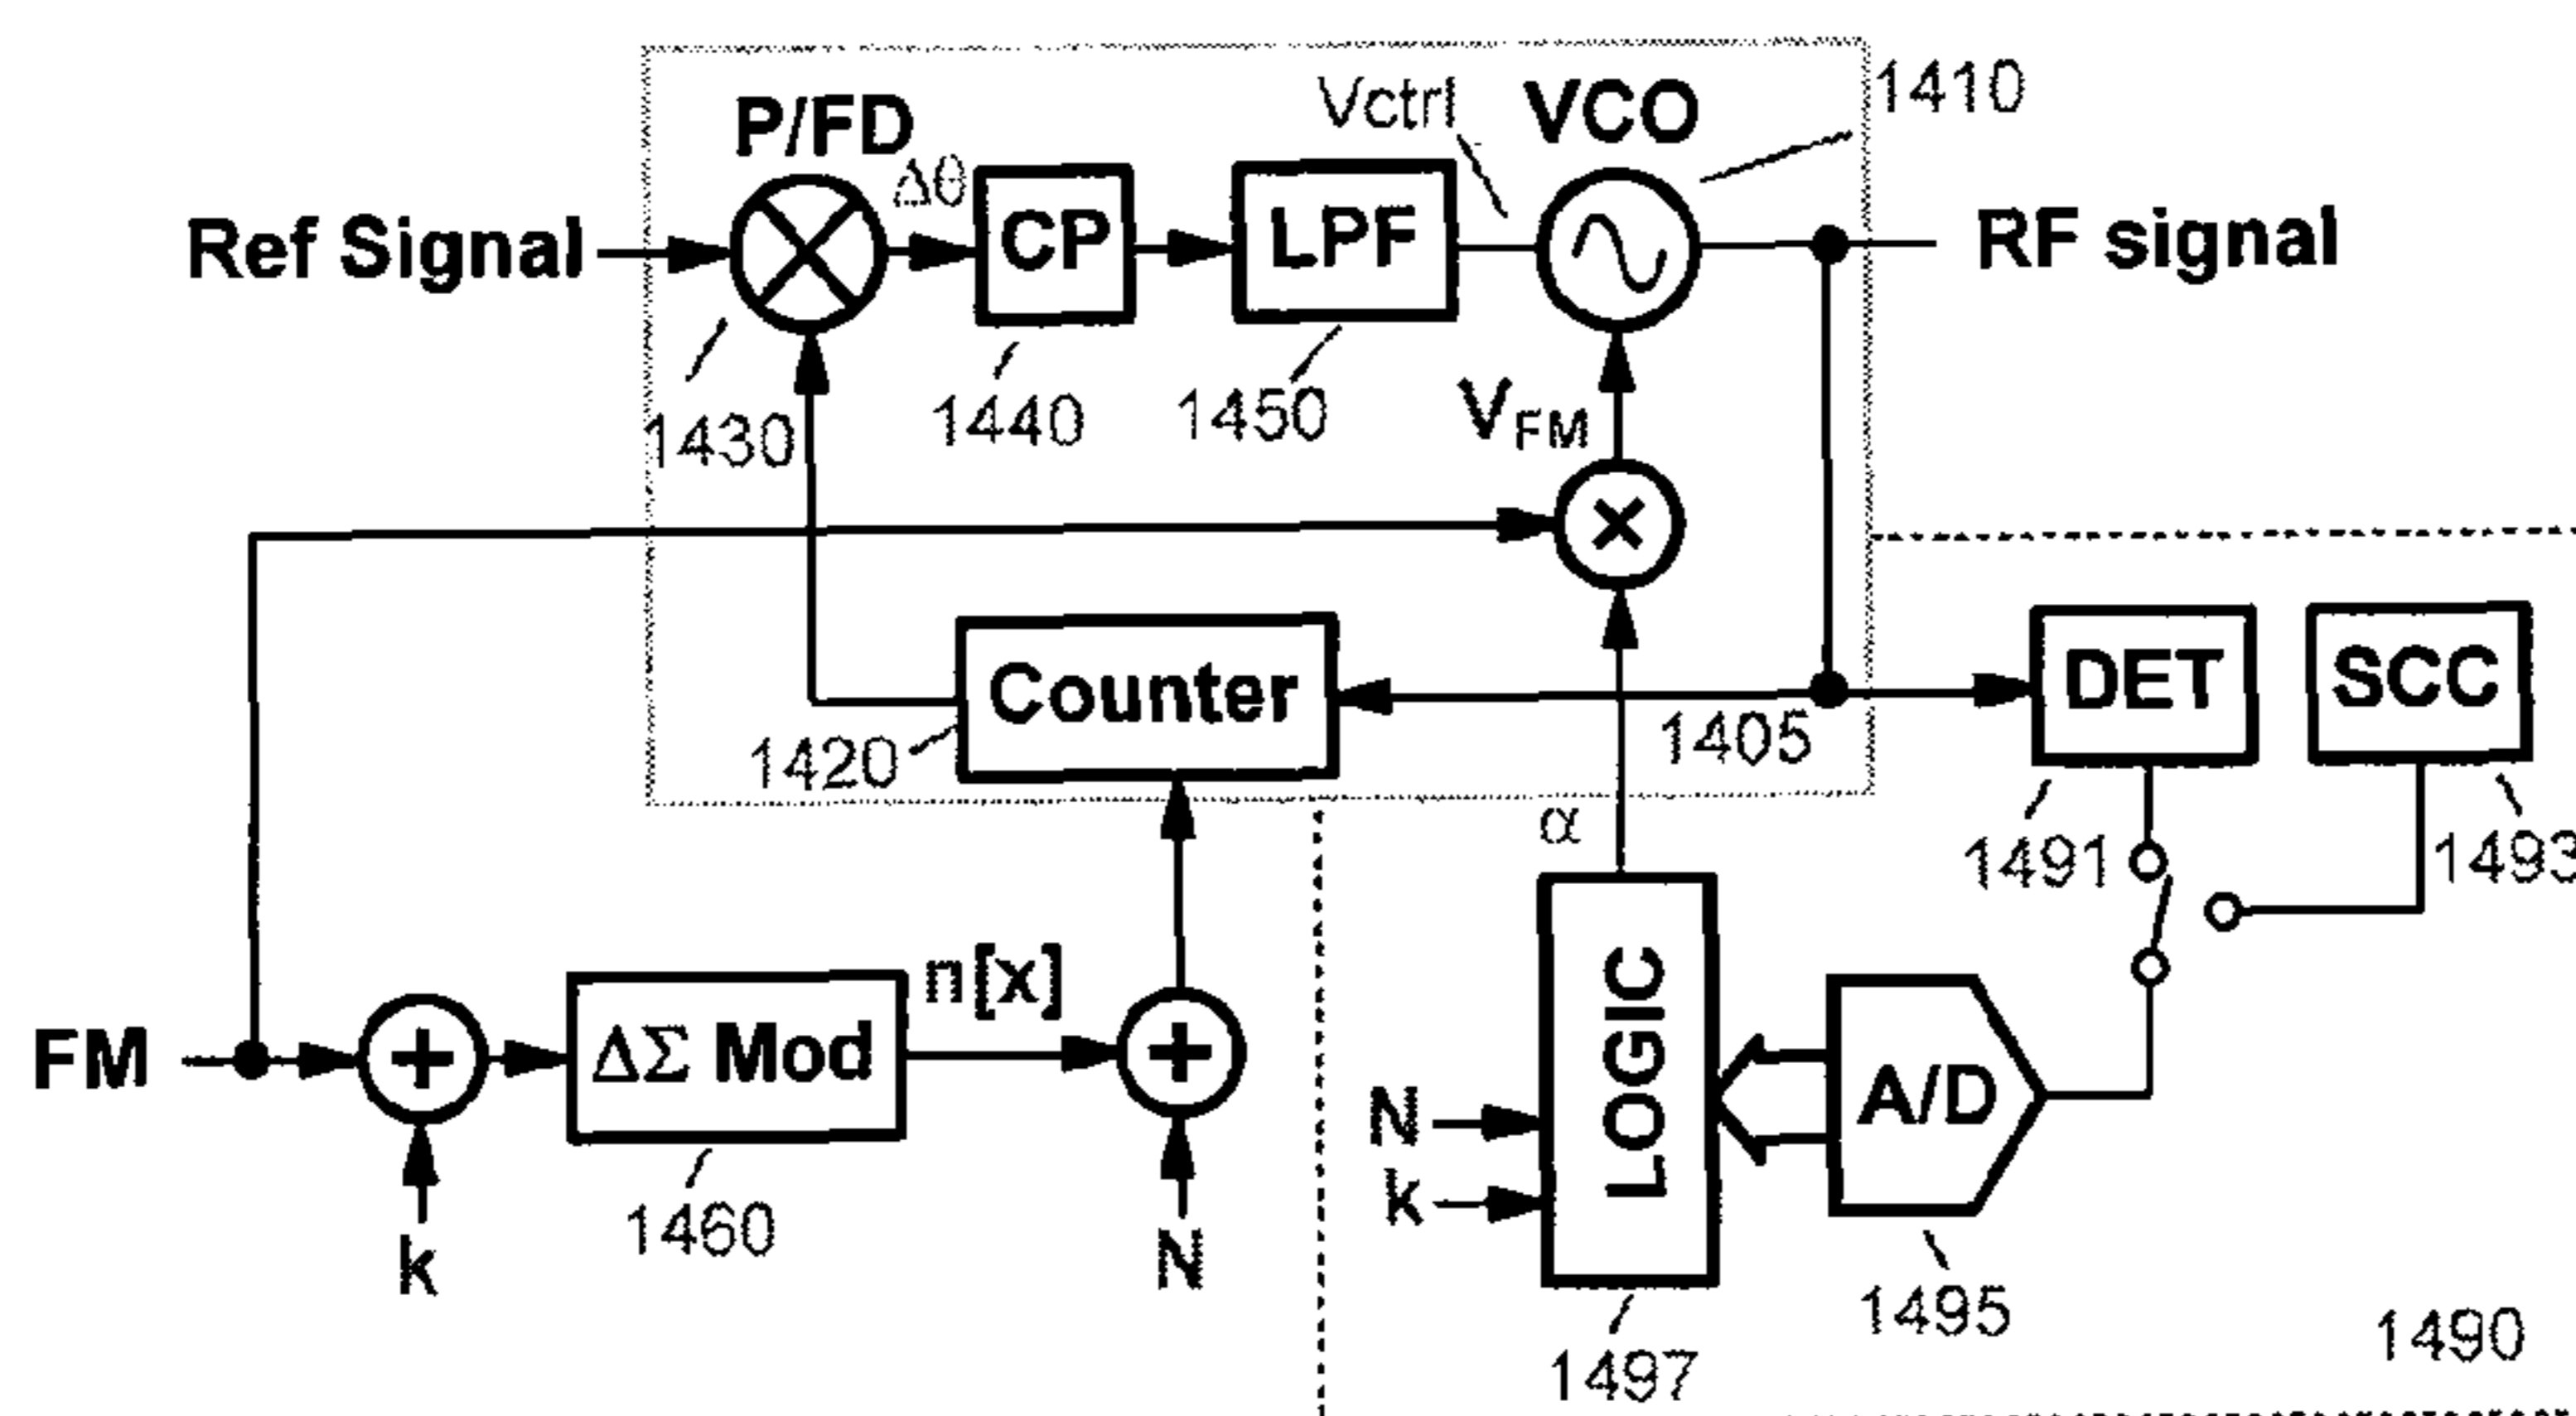 P/FD
Δθ
Vctrl
VCO
1410
Ref Signal
CP
LPF
RF signal
1430
1440
1450
V_FM
×
Counter
1420
1405
DET
SCC
α
1491
1493
FM
+
ΔΣ Mod
n[x]
+
k
1460
N
N
k
LOGIC
A/D
1495
1497
1490